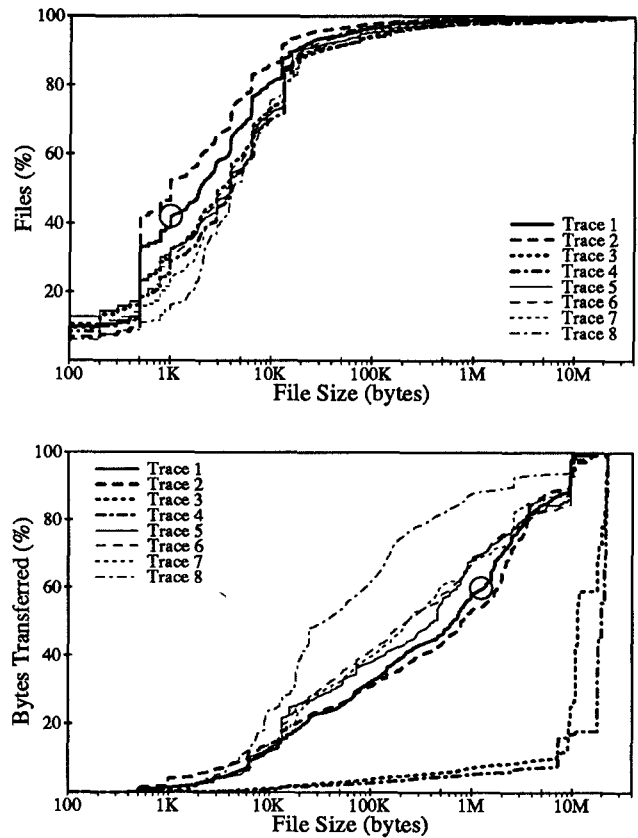 100
80
60
40
20
Files (%)
Trace 1
Trace 2
Trace 3
Trace 4
Trace 5
Trace 6
Trace 7
Trace 8
100 1K 10K 100K 1M 10M
File Size (bytes)
100
80
60
40
20
Bytes Transferred (%)
Trace 1
Trace 2
Trace 3
Trace 4
Trace 5
Trace 6
Trace 7
Trace 8
100 1K 10K 100K 1M 10M
File Size (bytes)